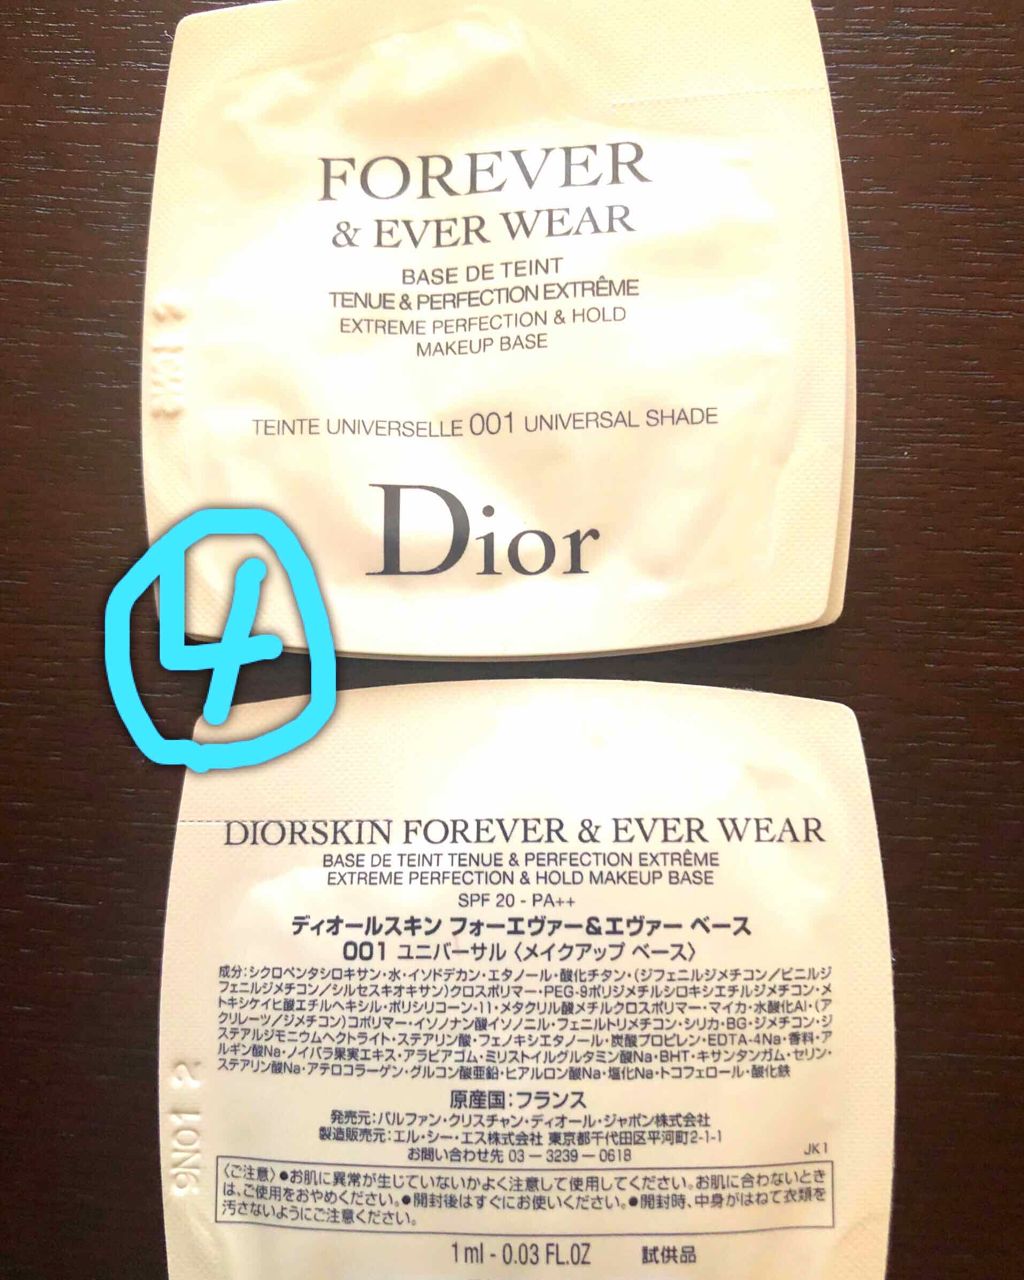 FOREVER
& EVER WEAR
BASE DE TEINT
TENUE & PERFECTION EXTRÊME
EXTREME PERFECTION & HOLD
MAKEUP BASE
TEINTE UNIVERSELLE 001 UNIVERSAL SHADE
Dior
4
DIORSKIN FOREVER & EVER WEAR
BASE DE TEINT TENUE & PERFECTION EXTRÊME
EXTREME PERFECTION & HOLD MAKEUP BASE
SPF 20 - PA++
ディオールスキン フォーエヴァー&エヴァー ベース
001 ユニバーサル〈メイクアップ ベース〉
成分:シクロペンタシロキサン・水・イソドデカン・エタノール・酸化チタン・(ジフェニルジメチコン/ビニルジ
フェニルジメチコン/シルセスキオキサン)クロスポリマー・PEG-9ポリジメチルシロキシエチルジメチコン・メ
トキシケイヒ酸エチルヘキシル・ポリシリコーン-11・メタクリル酸メチルクロスポリマー・マイカ・水酸化Al・(ア
クリレーツ/ジメチコン)コポリマー・イソノナン酸イソノニル・フェニルトリメチコン・シリカ・BG・ジメチコン・ジ
ステアルジモニウムヘクトライト・ステアリン酸・フェノキシエタノール・炭酸プロピレン・EDTA-4Na・香料・ア
ルギン酸Na・ノイバラ果実エキス・アラビアゴム・ミリストイルグルタミン酸Na・BHT・キサンタンガム・セリン・
ステアリン酸Na・アテロコラーゲン・グルコン酸亜鉛・ヒアルロン酸Na・塩化Na・トコフェロール・酸化鉄
原産国:フランス
発売元:パルファン・クリスチャン・ディオール・ジャポン株式会社
製造販売元:エル・シー・エス株式会社 東京都千代田区平河町2-1-1
お問い合わせ先 03-3239-0618
JK1
〈ご注意〉●お肌に異常が生じていないかよく注意して使用してください。お肌に合わないとき
は、ご使用をおやめください。●開封後はすぐにお使いください。●開封時、中身がはねて衣類を
汚さないようにご注意ください。
1ml - 0.03 FL.OZ 試供品
9N01 2